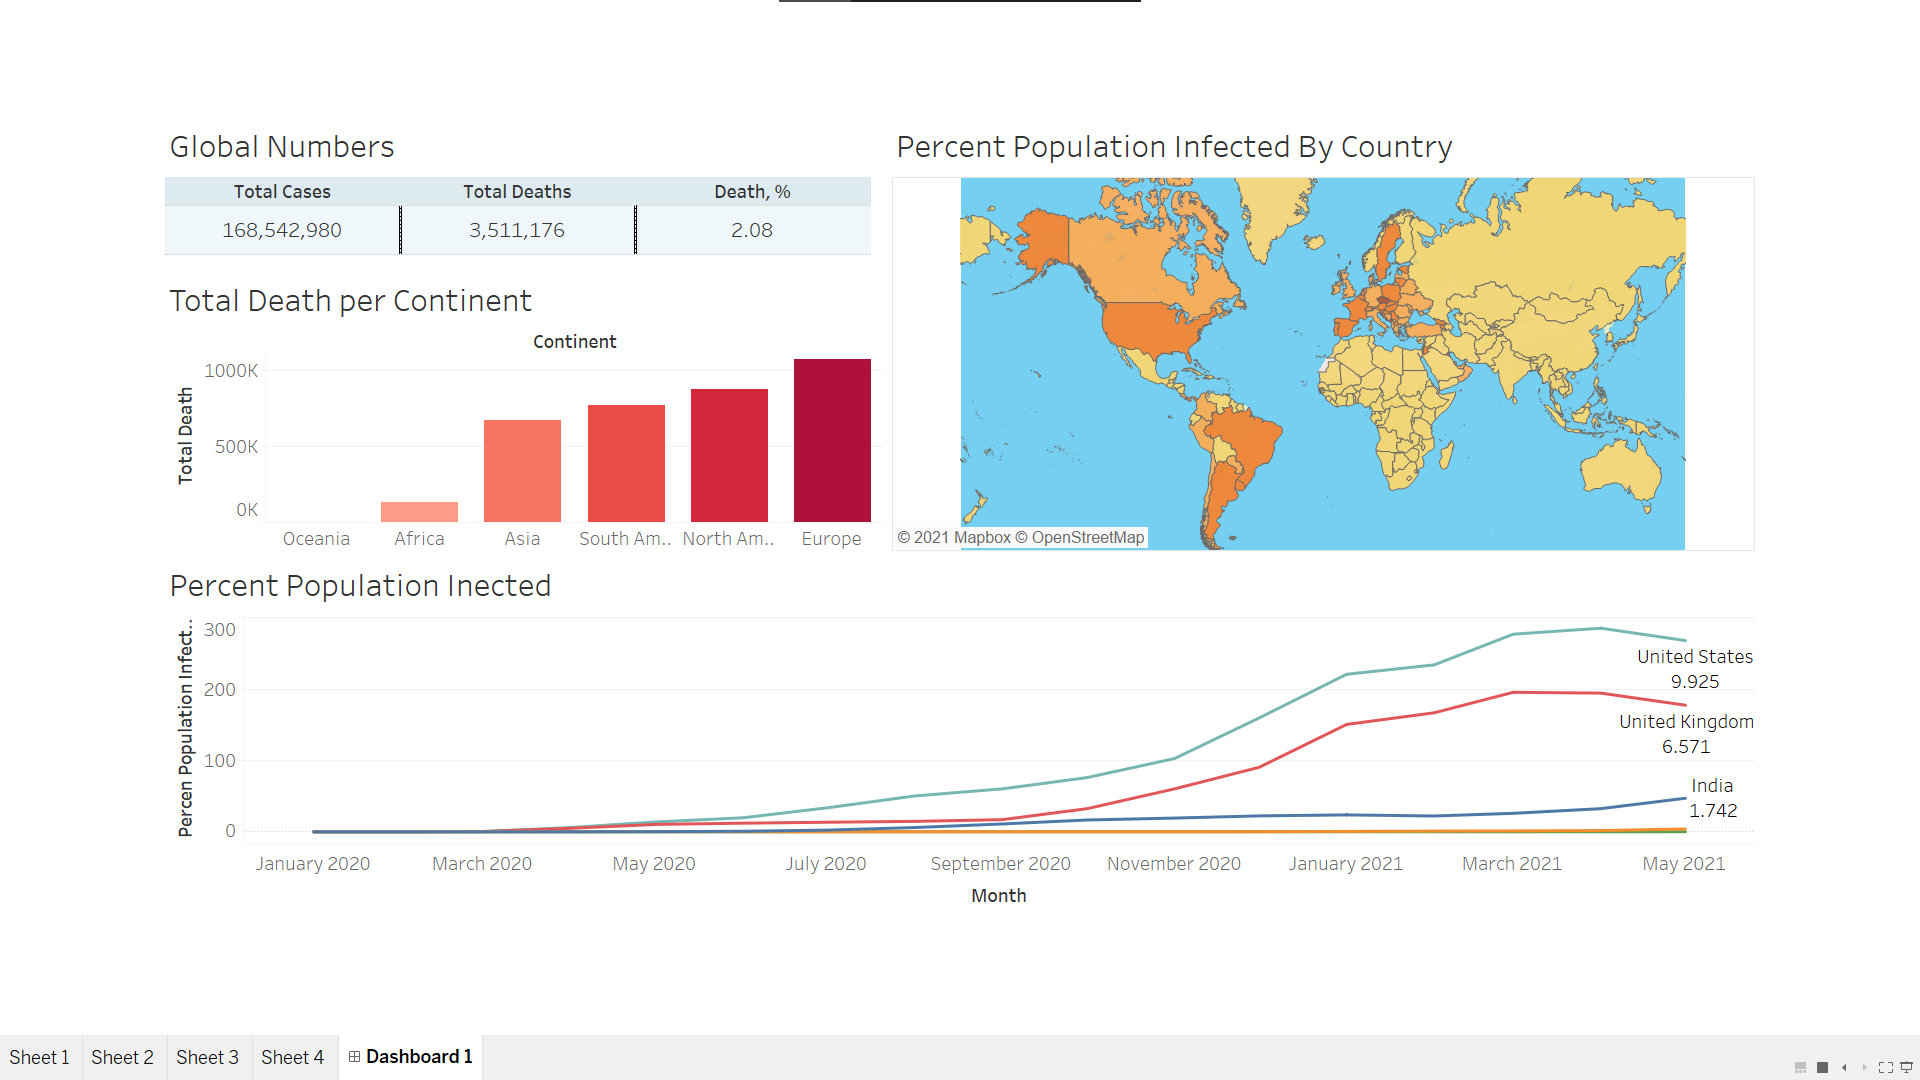 Global Numbers
Total Cases Total Deaths Death, %
168,542,980 3,511,176 2.08
Total Death per Continent
Continent
Total Death
1000K
500K
0K
Oceania Africa Asia South Am.. North Am.. Europe
Percent Population Infected By Country
© 2021 Mapbox © OpenStreetMap
Percent Population Inected
Percen Population Infect..
300
200
100
0
United States
9.925
United Kingdom
6.571
India
1.742
January 2020 March 2020 May 2020 July 2020 September 2020 November 2020 January 2021 March 2021 May 2021
Month
Sheet 1 Sheet 2 Sheet 3 Sheet 4 Dashboard 1